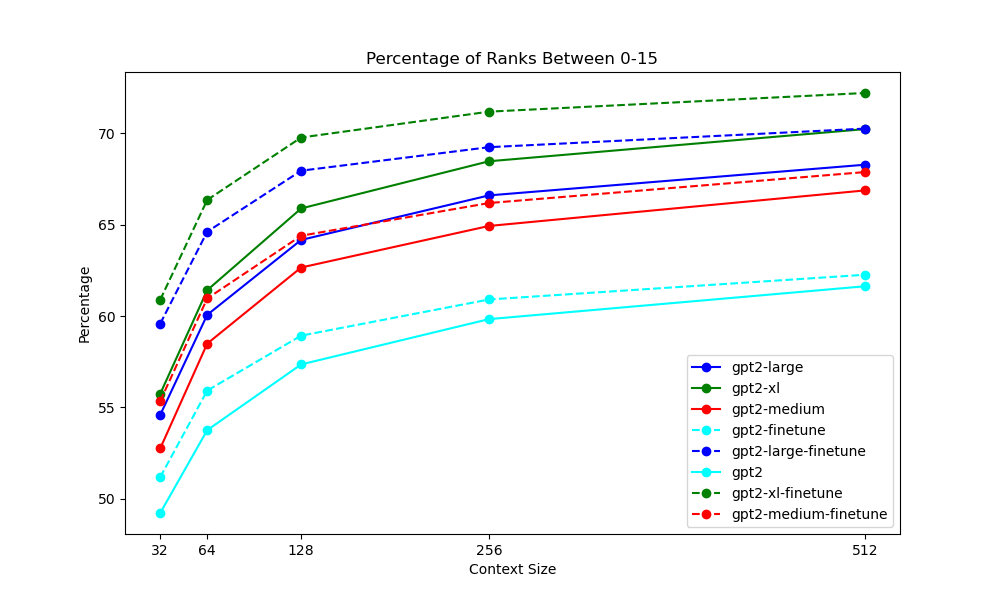 Percentage of Ranks Between 0-15
Percentage
70
65
60
55
50
32 64 128 256 512
Context Size
gpt2-large
gpt2-xl
gpt2-medium
gpt2-finetune
gpt2-large-finetune
gpt2
gpt2-xl-finetune
gpt2-medium-finetune